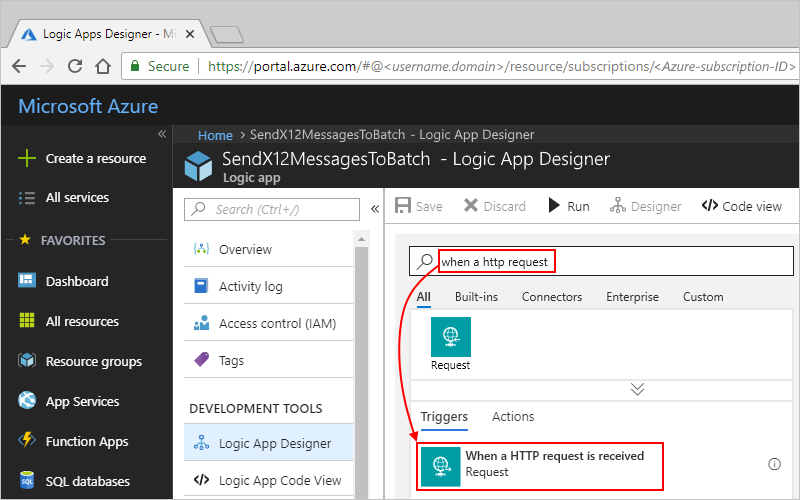 Logic Apps Designer - Mi
Secure https://portal.azure.com/#@<username.domain>/resource/subscriptions/<Azure-subscription-ID>
Microsoft Azure
Create a resource
All services
FAVORITES
Dashboard
All resources
Resource groups
App Services
Function Apps
SQL databases
Home > SendX12MessagesToBatch - Logic App Designer
SendX12MessagesToBatch - Logic App Designer
Logic app
Search (Ctrl+/)
Overview
Activity log
Access control (IAM)
Tags
DEVELOPMENT TOOLS
Logic App Designer
Logic App Code View
Save Discard Run Designer Code view
when a http request
All Built-ins Connectors Enterprise Custom
Request
Triggers Actions
When a HTTP request is received
Request